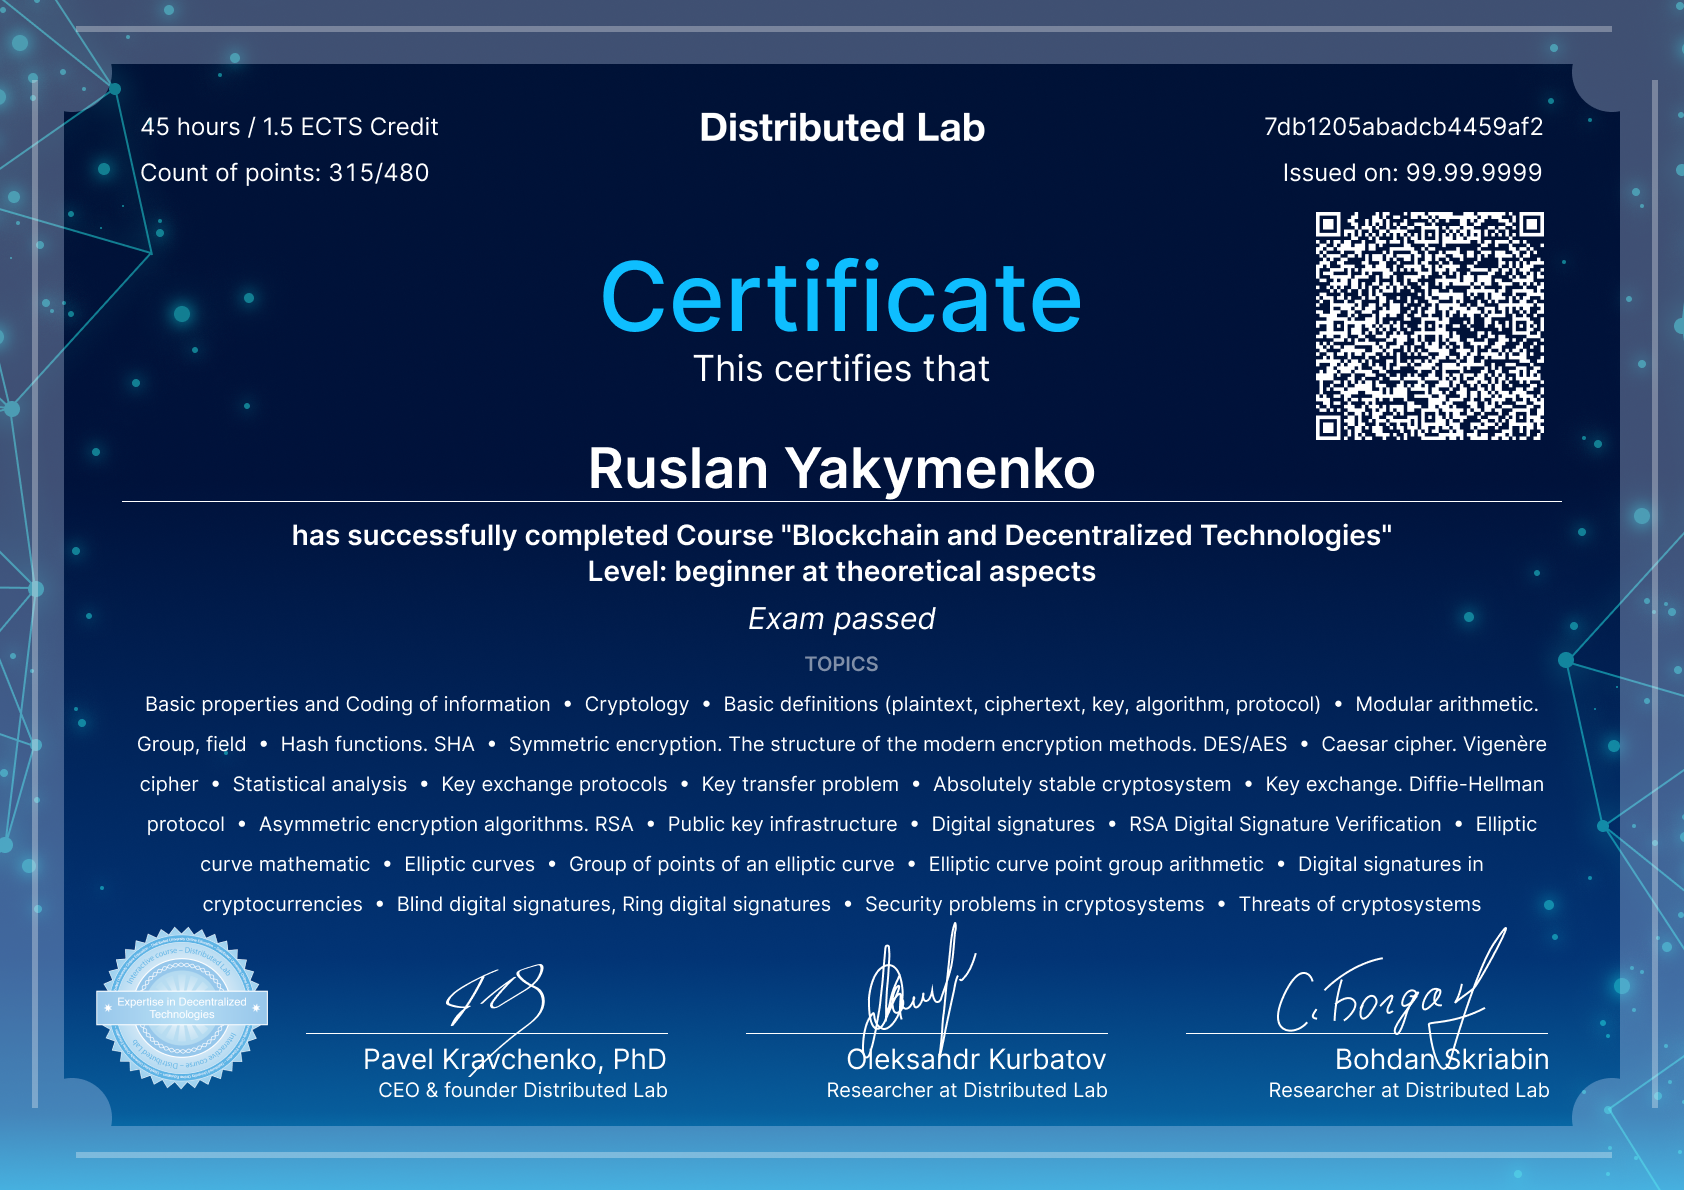 45 hours / 1.5 ECTS Credit
Count of points: 315/480
Distributed Lab
7db1205abadcb4459af2
Issued on: 99.99.9999
Certificate
This certifies that
Ruslan Yakymenko
has successfully completed Course "Blockchain and Decentralized Technologies"
Level: beginner at theoretical aspects
Exam passed
TOPICS
Basic properties and Coding of information • Cryptology • Basic definitions (plaintext, ciphertext, key, algorithm, protocol) • Modular arithmetic.
Group, field • Hash functions. SHA • Symmetric encryption. The structure of the modern encryption methods. DES/AES • Caesar cipher. Vigenère
cipher • Statistical analysis • Key exchange protocols • Key transfer problem • Absolutely stable cryptosystem • Key exchange. Diffie-Hellman
protocol • Asymmetric encryption algorithms. RSA • Public key infrastructure • Digital signatures • RSA Digital Signature Verification • Elliptic
curve mathematic • Elliptic curves • Group of points of an elliptic curve • Elliptic curve point group arithmetic • Digital signatures in
cryptocurrencies • Blind digital signatures, Ring digital signatures • Security problems in cryptosystems • Threats of cryptosystems
Interactive course - Distributed Lab
Expertise in Decentralized
Technologies
Interactive course - Distributed Lab
Pavel Kravchenko, PhD
CEO & founder Distributed Lab
Oleksandr Kurbatov
Researcher at Distributed Lab
Bohdan Skriabin
Researcher at Distributed Lab